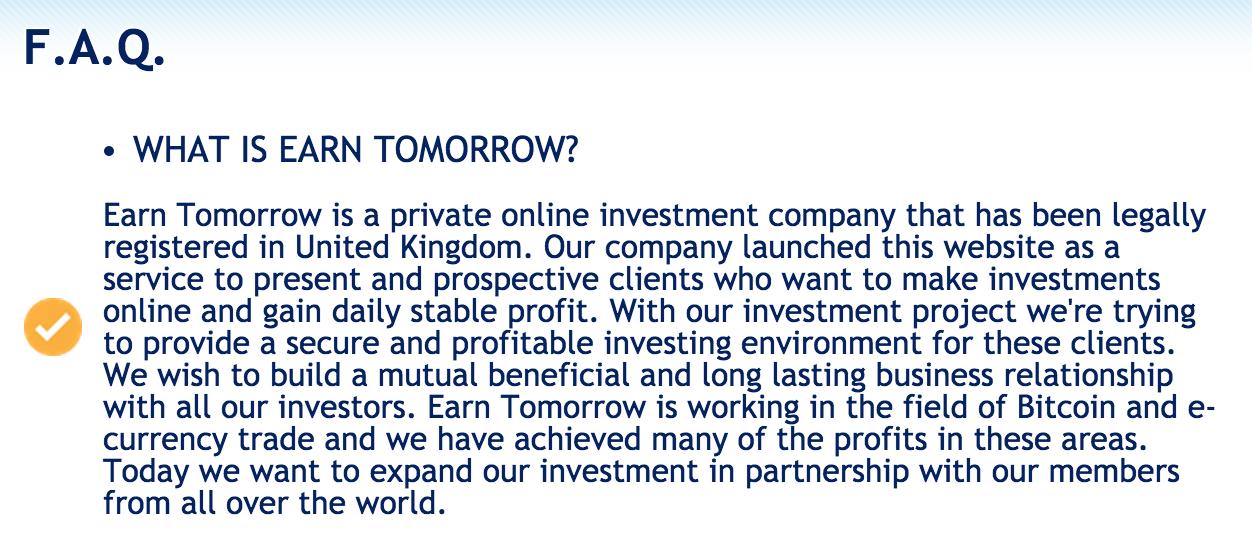 F.A.Q.
• WHAT IS EARN TOMORROW?
Earn Tomorrow is a private online investment company that has been legally
registered in United Kingdom. Our company launched this website as a
service to present and prospective clients who want to make investments
online and gain daily stable profit. With our investment project we're trying
to provide a secure and profitable investing environment for these clients.
We wish to build a mutual beneficial and long lasting business relationship
with all our investors. Earn Tomorrow is working in the field of Bitcoin and e-
currency trade and we have achieved many of the profits in these areas.
Today we want to expand our investment in partnership with our members
from all over the world.